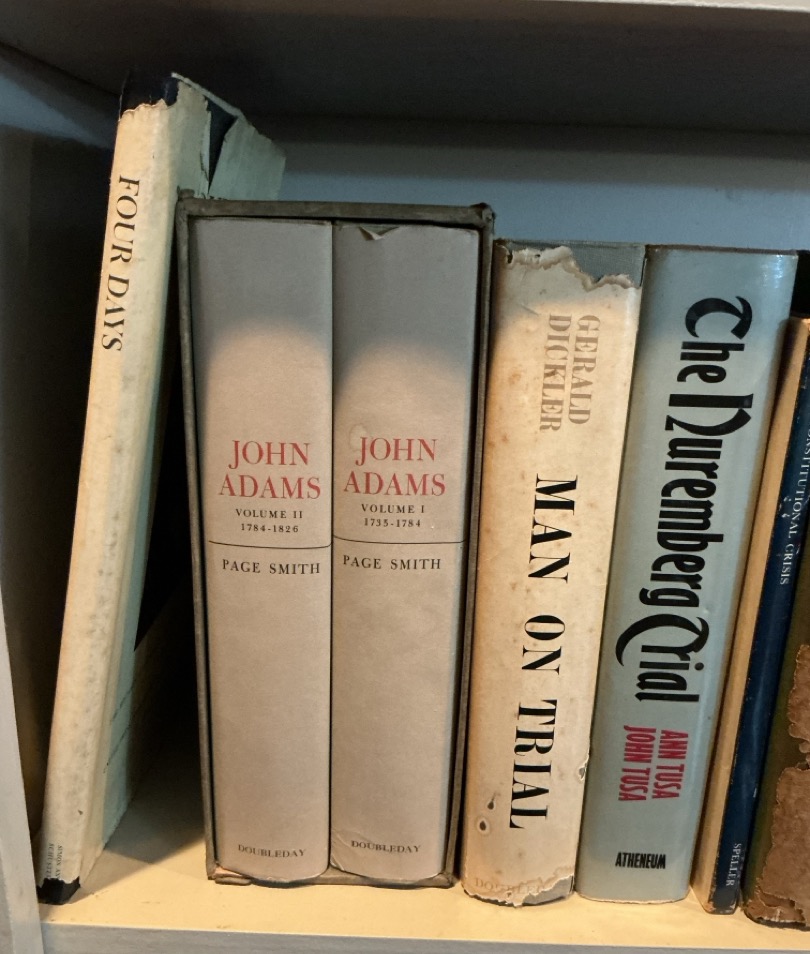 FOUR DAYS
JOHN
ADAMS
VOLUME II
1784-1826
PAGE SMITH
DOUBLEDAY
JOHN
ADAMS
VOLUME I
1735-1784
PAGE SMITH
DOUBLEDAY
GERALD
DICKLER
MAN ON TRIAL
The Nuremberg Trial
ANN TUSA
JOHN TUSA
ATHENEUM
CRISIS
SPELLER